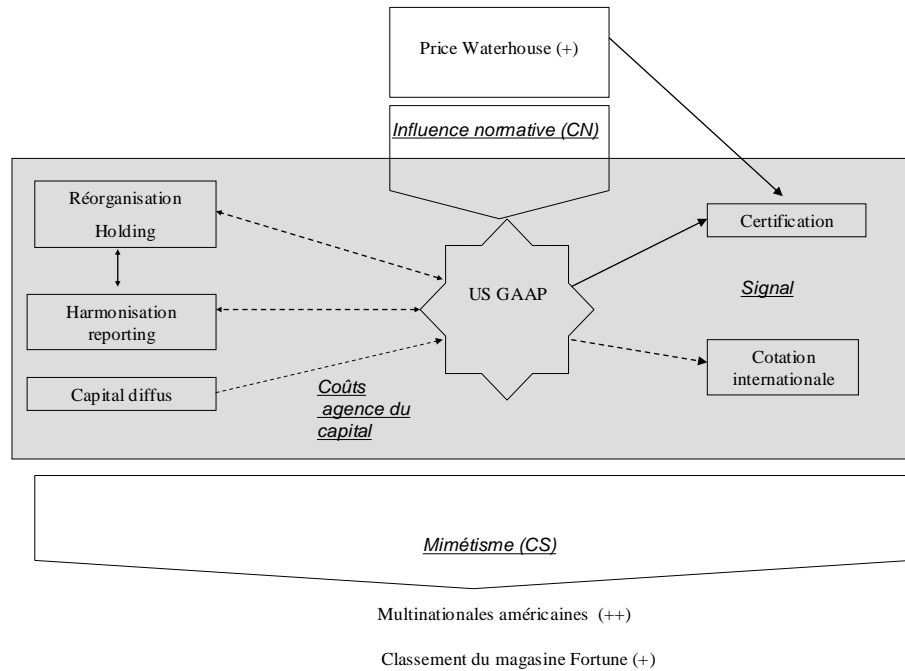 Price Waterhouse (+)
Influence normative (CN)
Réorganisation
Holding
Certification
US GAAP
Signal
Harmonisation
reporting
Cotation
internationale
Capital diffus
Coûts
agence du
capital
Mimétisme (CS)
Multinationales américaines (++)
Classement du magasine Fortune (+)